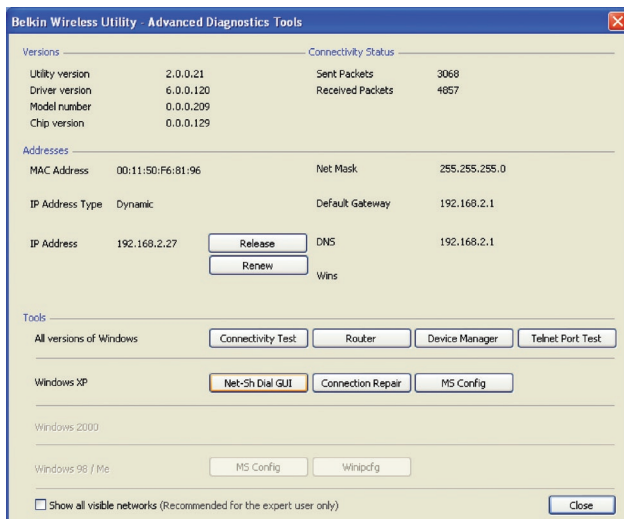 Belkin Wireless Utility - Advanced Diagnostics Tools
Versions
Utility version 2.0.0.21
Driver version 6.0.0.120
Model number 0.0.0.209
Chip version 0.0.0.129
Connectivity Status
Sent Packets 3068
Received Packets 4857
Addresses
MAC Address 00:11:50:F6:81:96
Net Mask 255.255.255.0
IP Address Type Dynamic
Default Gateway 192.168.2.1
IP Address 192.168.2.27
Release
Renew
DNS 192.168.2.1
Wins
Tools
All versions of Windows Connectivity Test Router Device Manager Telnet Port Test
Windows XP Net-Sh Dial GUI Connection Repair MS Config
Windows 2000
Windows 98 / Me MS Config Winipcfg
Show all visible networks (Recommended for the expert user only) Close